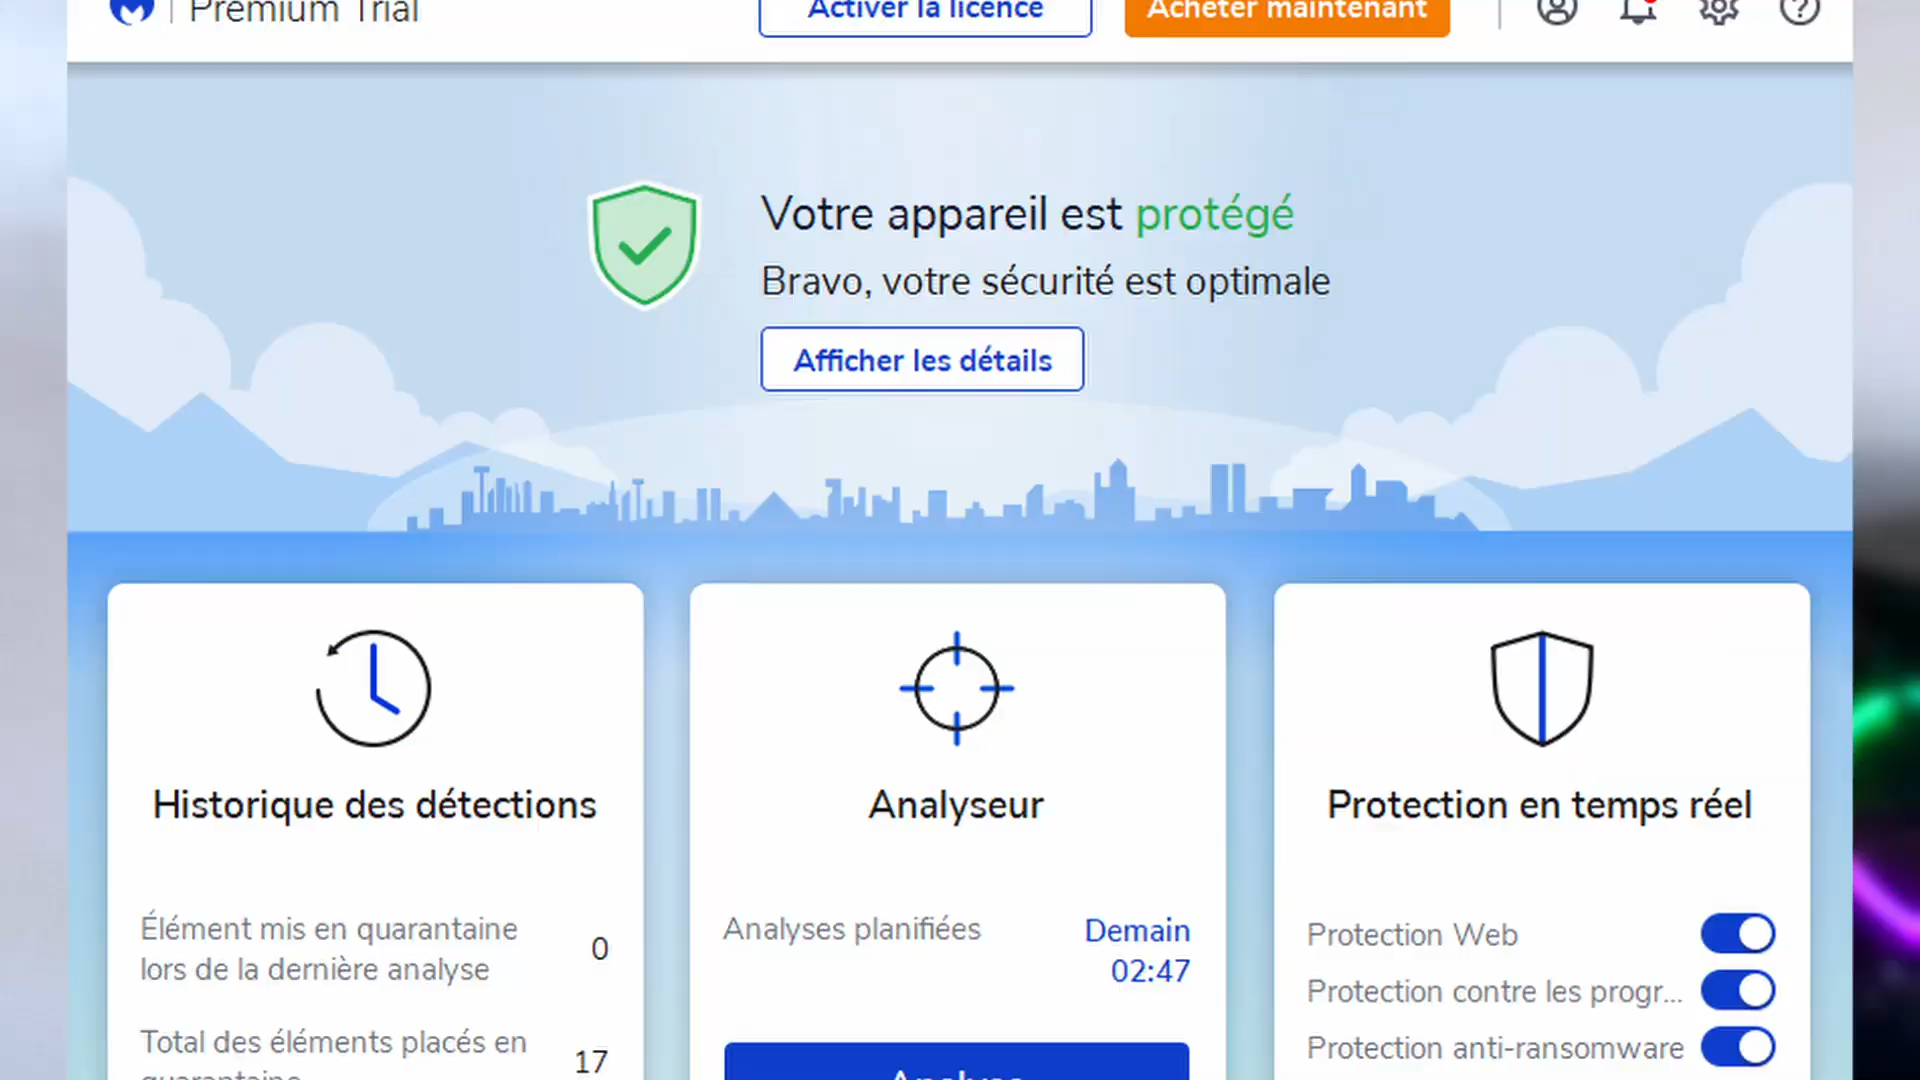 Premium Trial
Activer la licence
Acheter maintenant
Votre appareil est protégé
Bravo, votre sécurité est optimale
Afficher les détails
Historique des détections
Élément mis en quarantaine
lors de la dernière analyse
0
Total des éléments placés en
quarantaine
17
Analyseur
Analyses planifiées
Demain
02:47
Analyse
Protection en temps réel
Protection Web
Protection contre les progr...
Protection anti-ransomware